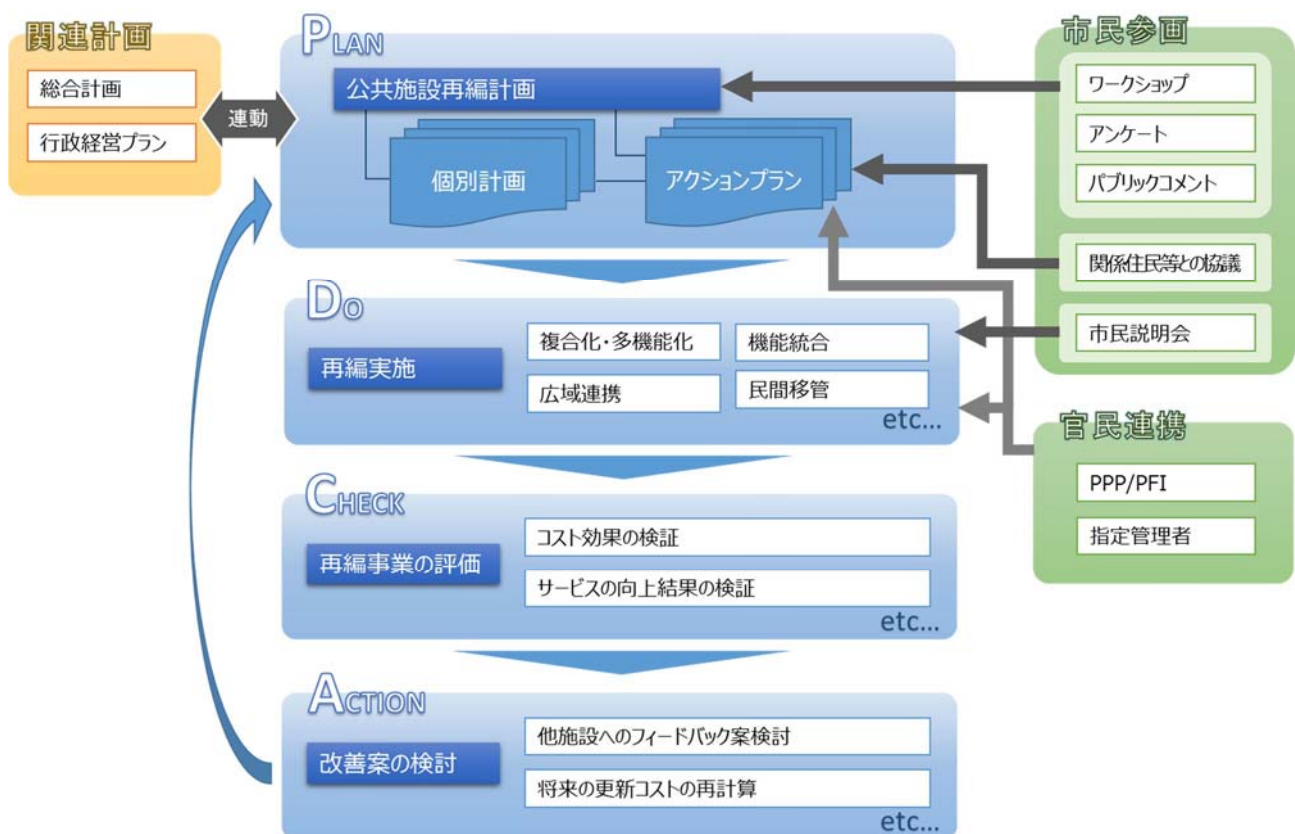 関連計画
総合計画
行政経営プラン
連動
PLAN
公共施設再編計画
個別計画
アクションプラン
市民参画
ワークショップ
アンケート
パブリックコメント
関係住民等との協議
市民説明会
DO
再編実施
複合化・多機能化
機能統合
広域連携
民間移管
etc...
官民連携
PPP/PFI
指定管理者
CHECK
再編事業の評価
コスト効果の検証
サービスの向上結果の検証
etc...
ACTION
改善案の検討
他施設へのフィードバック案検討
将来の更新コストの再計算
etc...